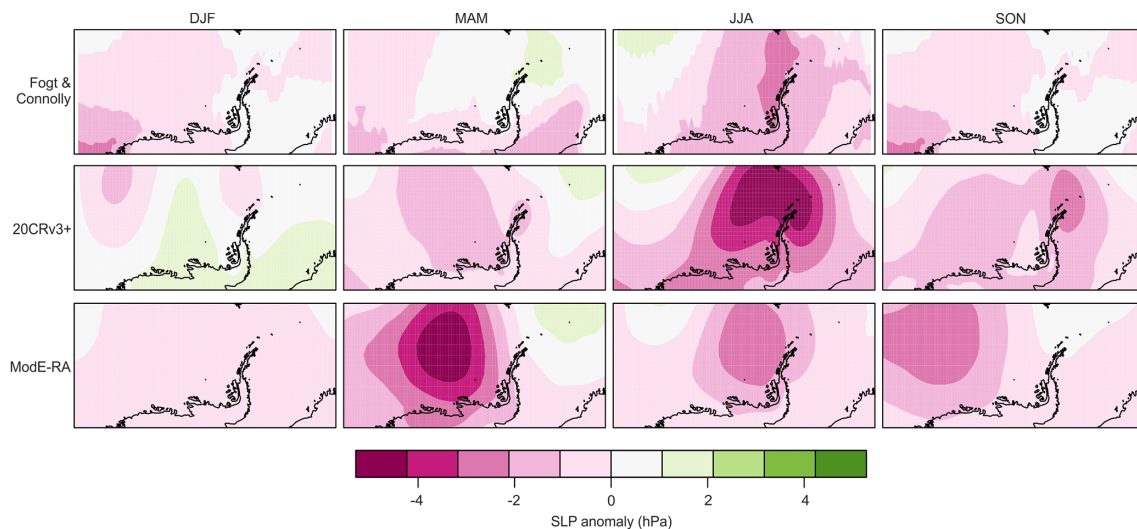 DJF MAM JJA SON
Fogt &
Connolly
20CRv3+
ModE-RA
-4 -2 0 2 4
SLP anomaly (hPa)